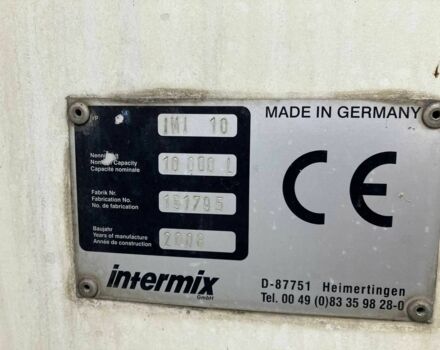 IMI 10
MADE IN GERMANY
Nominal Capacity
Capacité nominale
10 000 L
Fabrik Nr.
Fabrication No.
No. de fabrication
151795
Baujahr
Years of manufacture
Année de construction
CE
intermix
GmbH
D-87751 Heimertingen
Tel. 00 49 (0)83 35 98 28-0